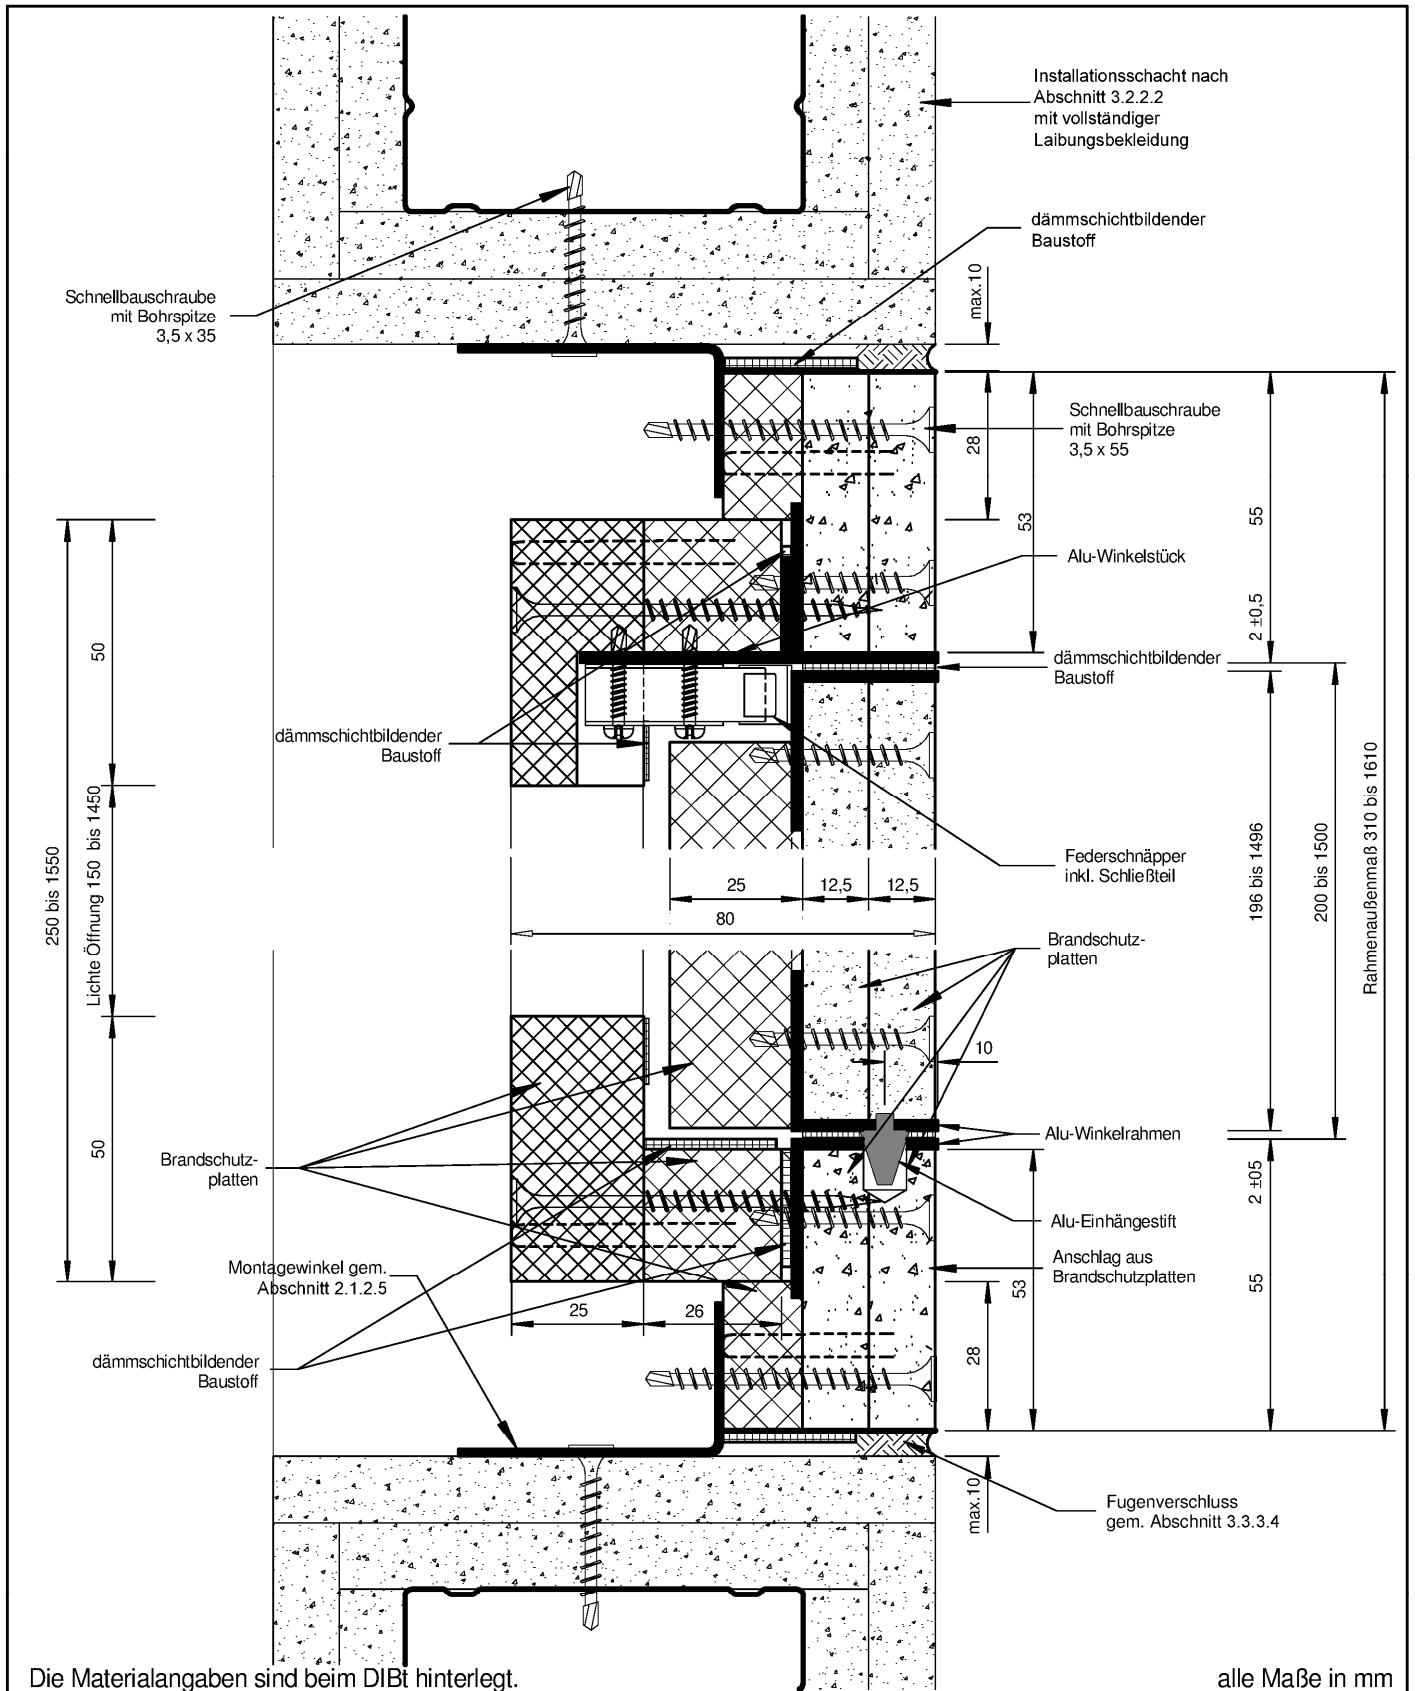 Installationsschacht nach
Abschnitt 3.2.2.2
mit vollständiger
Laibungsbekleidung
dämmschichtbildender
Baustoff
max.10
Schnellbauschraube
mit Bohrspitze
3,5 x 35
Schnellbauschraube
mit Bohrspitze
3,5 x 55
28
53
55
Alu-Winkelstück
2 ±0,5
50
dämmschichtbildender
Baustoff
dämmschichtbildender
Baustoff
Federschnäpper
inkl. Schließteil
250 bis 1550
Lichte Öffnung 150 bis 1450
196 bis 1496
200 bis 1500
Rahmenaußenmaß 310 bis 1610
25
12,5
12,5
80
Brandschutz-
platten
10
50
Brandschutz-
platten
Alu-Winkelrahmen
2 ±05
Alu-Einhängestift
Anschlag aus
Brandschutzplatten
Montagewinkel gem.
Abschnitt 2.1.2.5
25
26
53
55
28
dämmschichtbildender
Baustoff
max.10
Fugenverschluss
gem. Abschnitt 3.3.3.4
Die Materialangaben sind beim DIBt hinterlegt.
alle Maße in mm